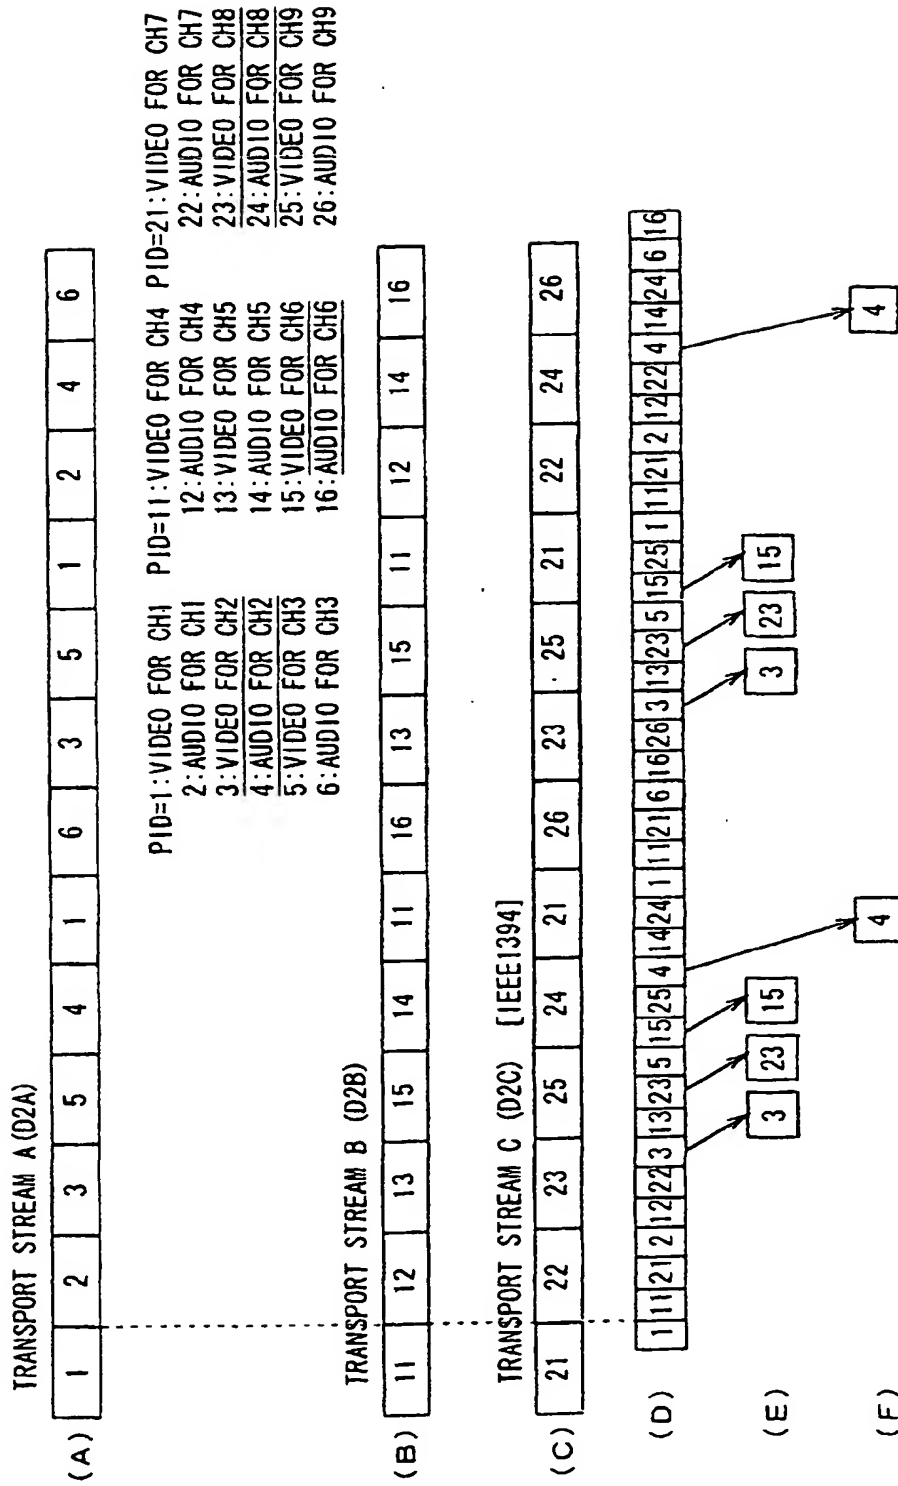 TRANSPORT STREAM A(D2A)
(A) 1 2 3 5 4 1 6 3 5 1 2 4 6
PID=1:VIDEO FOR CH1 PID=11:VIDEO FOR CH4 PID=21:VIDEO FOR CH7
2:AUDIO FOR CH1 12:AUDIO FOR CH4 22:AUDIO FOR CH7
3:VIDEO FOR CH2 13:VIDEO FOR CH5 23:VIDEO FOR CH8
4:AUDIO FOR CH2 14:AUDIO FOR CH5 24:AUDIO FOR CH8
5:VIDEO FOR CH3 15:VIDEO FOR CH6 25:VIDEO FOR CH9
6:AUDIO FOR CH3 16:AUDIO FOR CH6 26:AUDIO FOR CH9
TRANSPORT STREAM B (D2B)
(B) 11 12 13 15 14 11 16 13 15 11 12 14 16
TRANSPORT STREAM C (D2C) [IEEE1394]
(C) 21 22 23 25 24 21 26 23 25 21 22 24 26
(D) 1 11 21 2 12 22 3 13 23 5 15 25 4 14 24 1 11 21 6 16 26 3 13 23 5 15 25 1 11 21 2 12 22 4 14 24 6 16
(E) 3 23 15 3 23 15
(F) 4 4